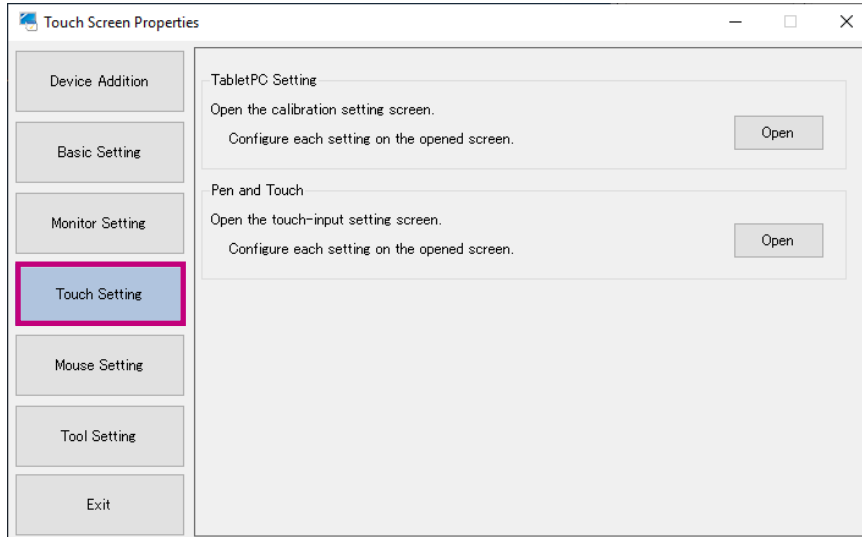 Touch Screen Properties
Device Addition
Basic Setting
Monitor Setting
Touch Setting
Mouse Setting
Tool Setting
Exit
TabletPC Setting
Open the calibration setting screen.
Configure each setting on the opened screen.
Open
Pen and Touch
Open the touch-input setting screen.
Configure each setting on the opened screen.
Open